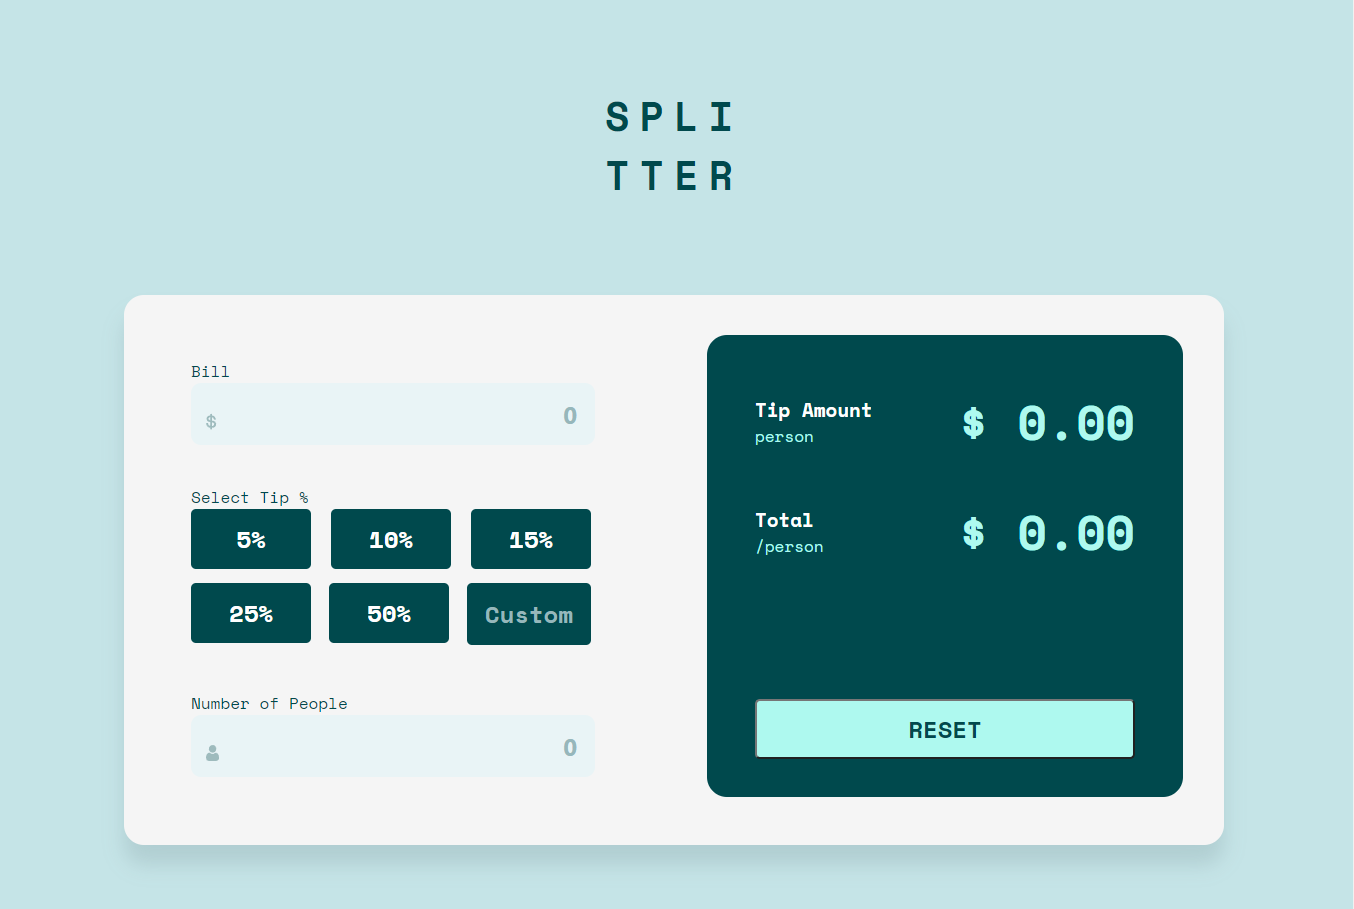 SPLI
TTER
Bill
$ 0
Select Tip %
5% 10% 15%
25% 50% Custom
Number of People
0
Tip Amount
person
$ 0.00
Total
/person
$ 0.00
RESET